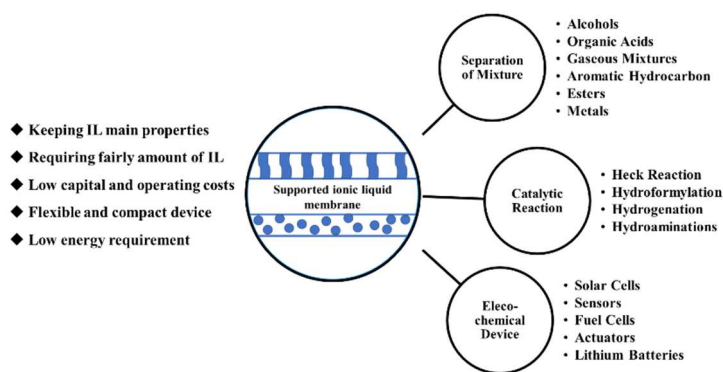 ◆ Keeping IL main properties
◆ Requiring fairly amount of IL
◆ Low capital and operating costs
◆ Flexible and compact device
◆ Low energy requirement
Supported ionic liquid
membrane
Separation
of Mixture
• Alcohols
• Organic Acids
• Gaseous Mixtures
• Aromatic Hydrocarbon
• Esters
• Metals
Catalytic
Reaction
• Heck Reaction
• Hydroformylation
• Hydrogenation
• Hydroaminations
Eleco-
chemical
Device
• Solar Cells
• Sensors
• Fuel Cells
• Actuators
• Lithium Batteries